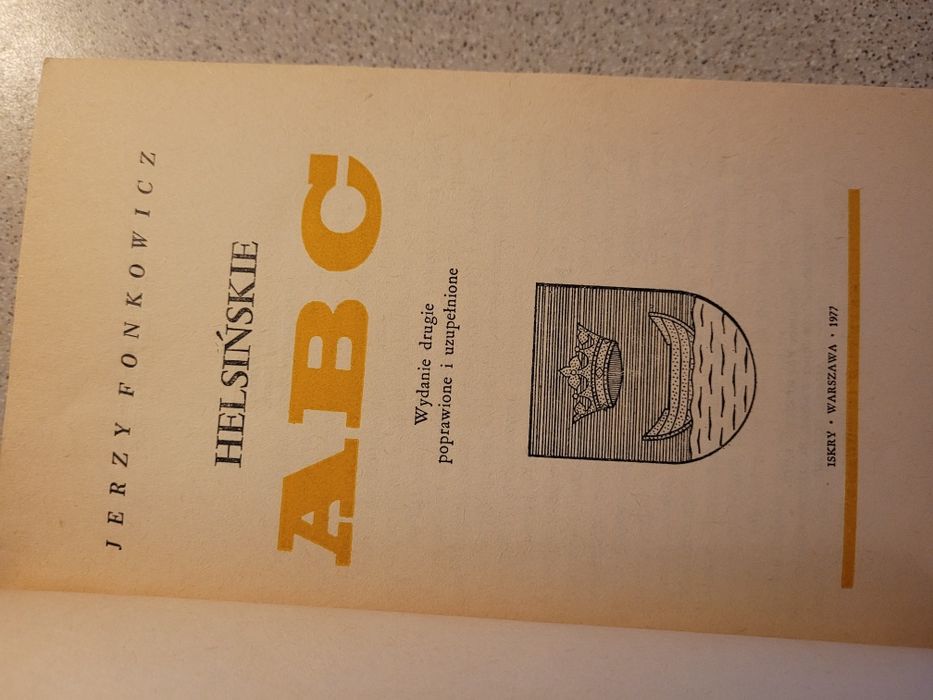 JERZY FONKOWICZ
HELSIŃSKIE
ABC
Wydanie drugie
poprawione i uzupełnione
ISKRY • WARSZAWA • 1977